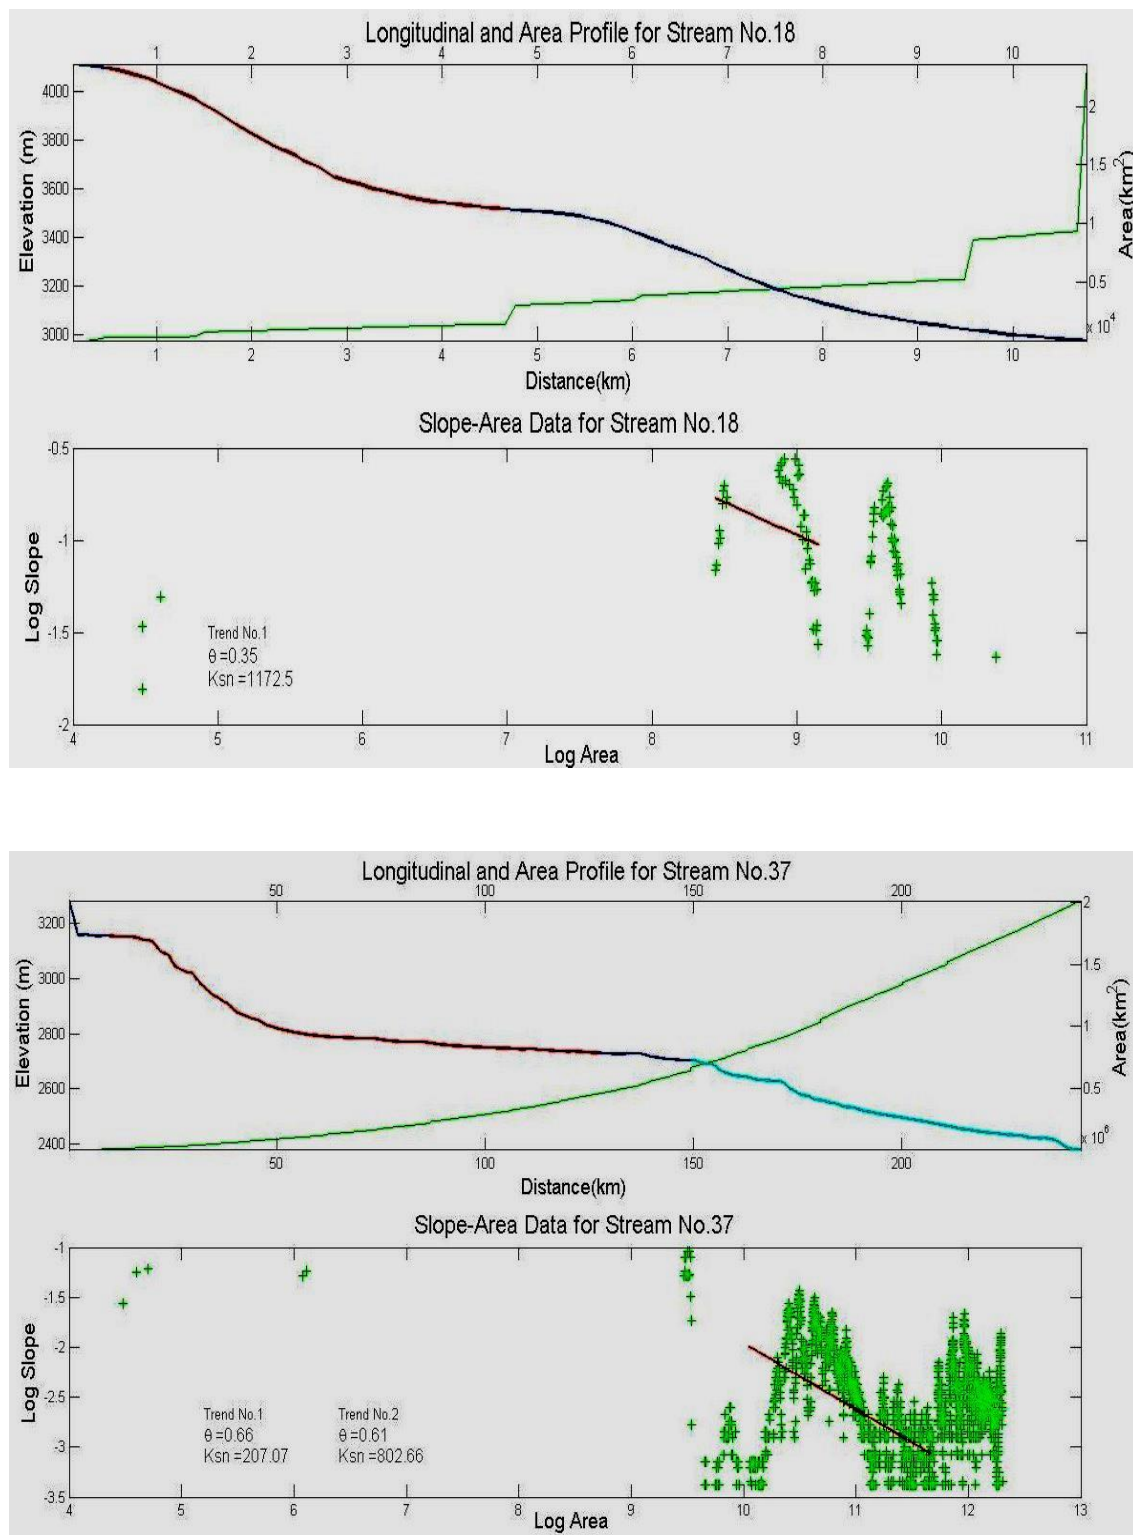 Longitudinal and Area Profile for Stream No.18
1 2 3 4 5 6 7 8 9 10
4000
3800
3600
3400
3200
3000
Elevation (m)
2
1.5
1
0.5
x 10^4
Area(km^2)
1 2 3 4 5 6 7 8 9 10
Distance(km)
Slope-Area Data for Stream No.18
-0.5
-1
-1.5
-2
Log Slope
Trend No.1
θ =0.35
Ksn =1172.5
4 5 6 7 8 9 10 11
Log Area
Longitudinal and Area Profile for Stream No.37
50 100 150 200
3200
3000
2800
2600
2400
Elevation (m)
2
1.5
1
0.5
x 10^6
Area(km^2)
50 100 150 200
Distance(km)
Slope-Area Data for Stream No.37
-1
-1.5
-2
-2.5
-3
-3.5
Log Slope
Trend No.1 Trend No.2
θ =0.66 θ =0.61
Ksn =207.07 Ksn =802.66
4 5 6 7 8 9 10 11 12 13
Log Area